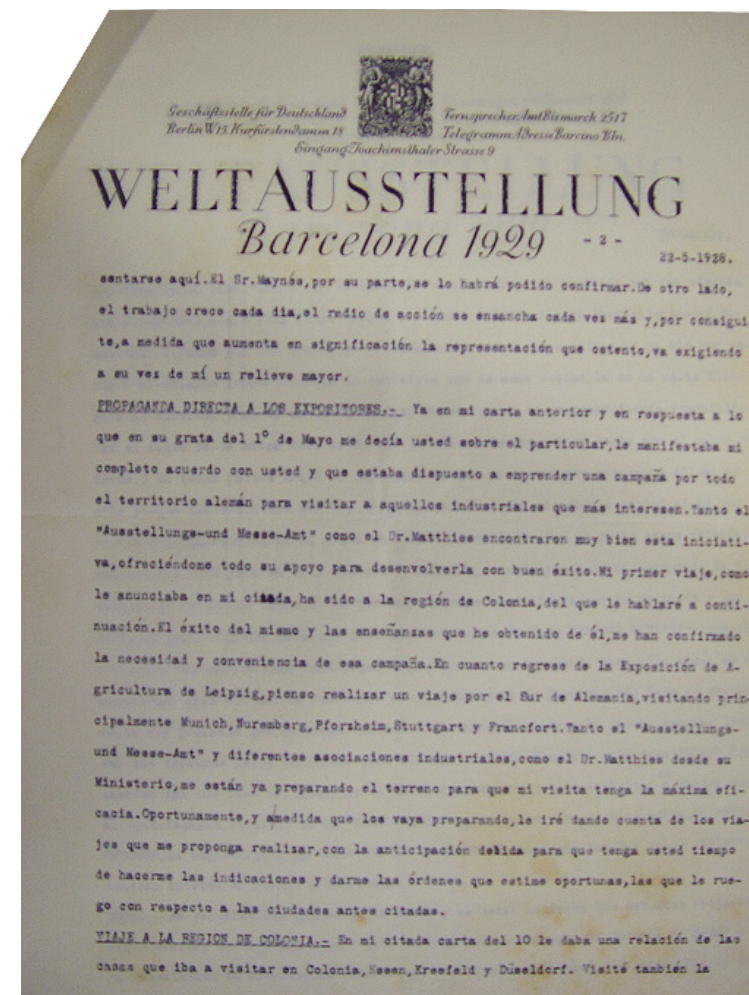 Geschäftsstelle für Deutschland
Berlin W15. Kurfürstendamm 18
Fernsprecher: Amt Bismarck 2517
Telegramm Adresse Barcino Bln.
Eingang Joachimsthaler Strasse 9
WELTAUSSTELLUNG
Barcelona 1929
- 2 -
22-5-1928.
sentarse aquí.El Sr.Maynés,por su parte,se lo habrá podido confirmar.De otro lado,
el trabajo crece cada dia,el radio de acción se ensancha cada vez más y,por consigui
te,a medida que aumenta en significación la representación que ostento,va exigiendo
a su vez de mí un relieve mayor.
PROPAGANDA DIRECTA A LOS EXPOSITORES.- Ya en mi carta anterior y en respuesta a lo
que en su grata del 1º de Mayo me decía usted sobre el particular,le manifestaba mi
completo acuerdo con usted y que estaba dispuesto a emprender una campaña por todo
el territorio alemán para visitar a aquellos industriales que más interesen.Tanto el
"Ausstellungs-und Messe-Amt" como el Dr.Matthies encontraron muy bien esta iniciati-
va,ofreciéndome todo su apoyo para desenvolverla con buen éxito.Mi primer viaje,como
le anunciaba en mi citada,ha sido a la región de Colonia,del que le hablaré a conti-
nuación.El éxito del mismo y las enseñanzas que he obtenido de él,me han confirmado
la necesidad y conveniencia de esa campaña.En cuanto regrese de la Exposición de A-
gricultura de Leipzig,pienso realizar un viaje por el Sur de Alemania,visitando prin-
cipalmente Munich,Nuremberg,Pforzheim,Stuttgart y Francfort.Tanto el "Ausstellungs-
und Messe-Amt" y diferentes asociaciones industriales,como el Dr.Matthies desde su
Ministerio,me están ya preparando el terreno para que mi visita tenga la máxima efi-
cacia.Oportunamente,y amedida que los vaya preparando,le iré dando cuenta de los via-
jes que me proponga realizar,con la anticipación debida para que tenga usted tiempo
de hacerme las indicaciones y darme las órdenes que estime oportunas,las que le rue-
go con respecto a las ciudades antes citadas.
VIAJE A LA REGION DE COLONIA.- En mi citada carta del 10 le daba una relación de las
casas que iba a visitar en Colonia,Essen,Kreefeld y Düseldorf. Visité también la